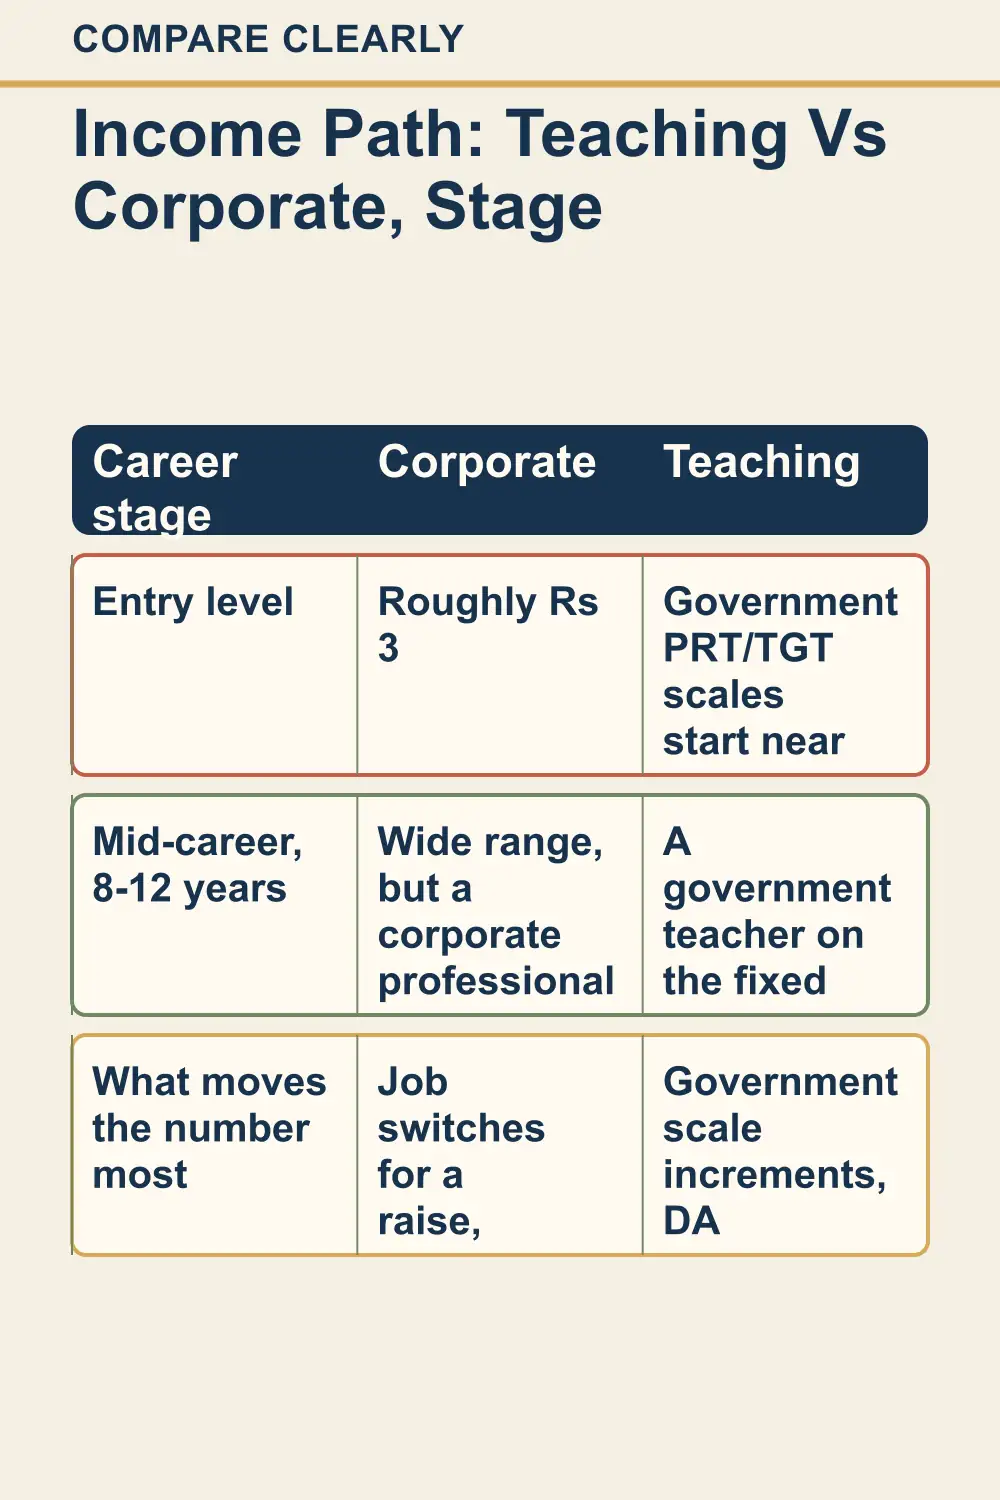 COMPARE CLEARLY
Income Path: Teaching Vs
Corporate, Stage
Career
stage
Corporate
Teaching
Entry level
Roughly Rs
3
Government
PRT/TGT
scales
start near
Mid-career,
8-12 years
Wide range,
but a
corporate
professional
A
government
teacher on
the fixed
What moves
the number
most
Job
switches
for a
raise,
Government
scale
increments,
DA